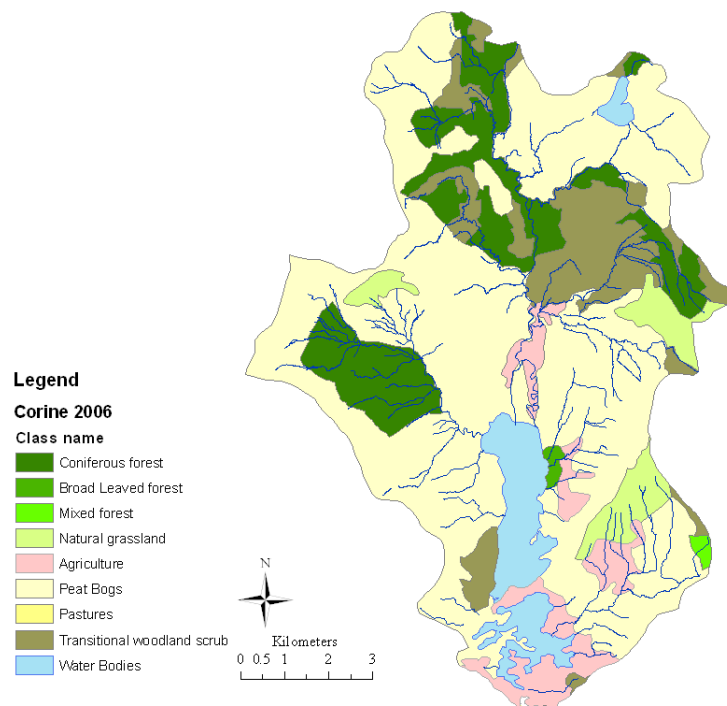 Legend
Corine 2006
Class name
Coniferous forest
Broad Leaved forest
Mixed forest
Natural grassland
Agriculture
Peat Bogs
Pastures
Transitional woodland scrub
Water Bodies
N
Kilometers
0 0.5 1 2 3